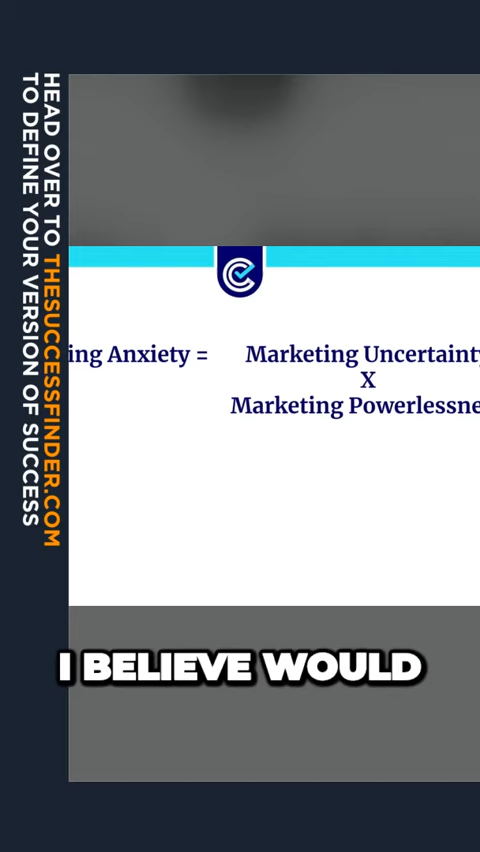 HEAD OVER TO THESUCCESSFINDER.COM
TO DEFINE YOUR VERSION OF SUCCESS
ing Anxiety =
Marketing Uncertainty
X
Marketing Powerlessne
I BELIEVE WOULD